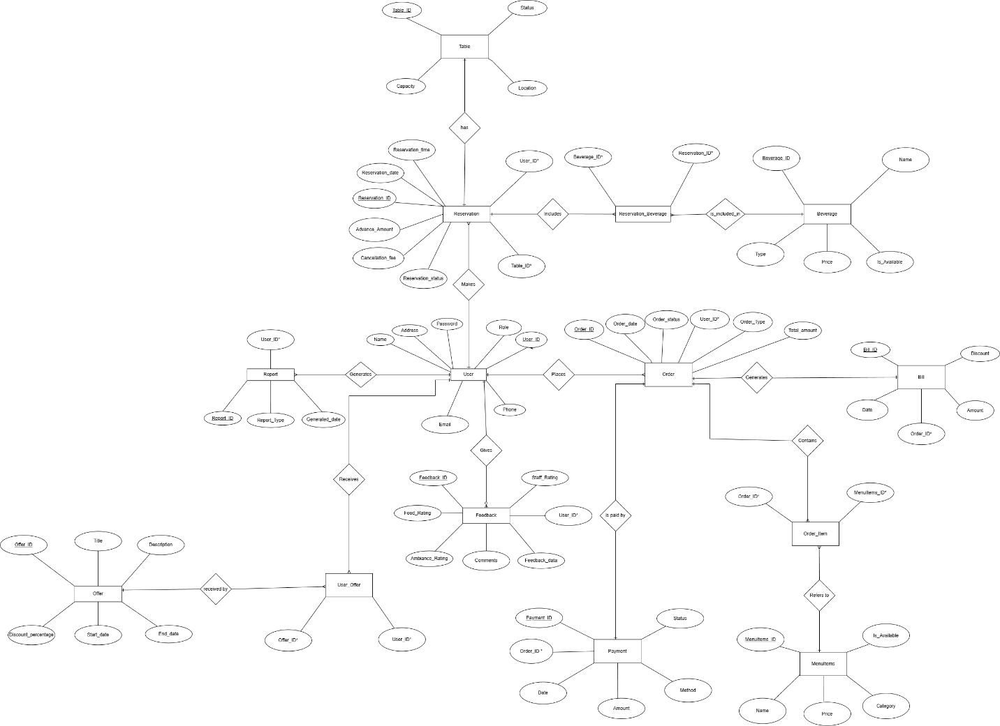 Table_ID
Status
Table
Capacity
Location
has
Reservation_time
User_ID*
Reservation_date
Reservation_ID
Advance_Amount
Cancellation_fee
Reservation_status
Reservation
Table_ID*
Includes
Beverage_ID*
Reservation_ID*
Reservation_Beverage
is_included_in
Beverage_ID
Name
Beverage
Type
Price
Is_Available
Makes
Name
Address
Password
Role
User_ID
User
Email
Phone
User_ID*
Report
Generates
Report_ID
Report_Type
Generated_date
Places
Order_ID
Order_date
Order_status
User_ID*
Order_Type
Total_amount
Order
Generates
Bill_ID
Discount
Bill
Date
Order_ID*
Amount
Contains
Gives
Receives
Feedback_ID
Staff_Rating
Food_Rating
Feedback
User_ID*
Ambiance_Rating
Comments
Feedback_data
Is paid by
Order_ID*
MenuItems_ID*
Order_Item
Refers to
Offer_ID
Title
Description
Offer
received by
User_Offer
Discount_percentage
Start_date
End_date
Offer_ID*
User_ID*
Payment_ID
Status
Order_ID *
Payment
Date
Amount
Method
MenuItems_ID
Is_Available
MenuItems
Name
Price
Category